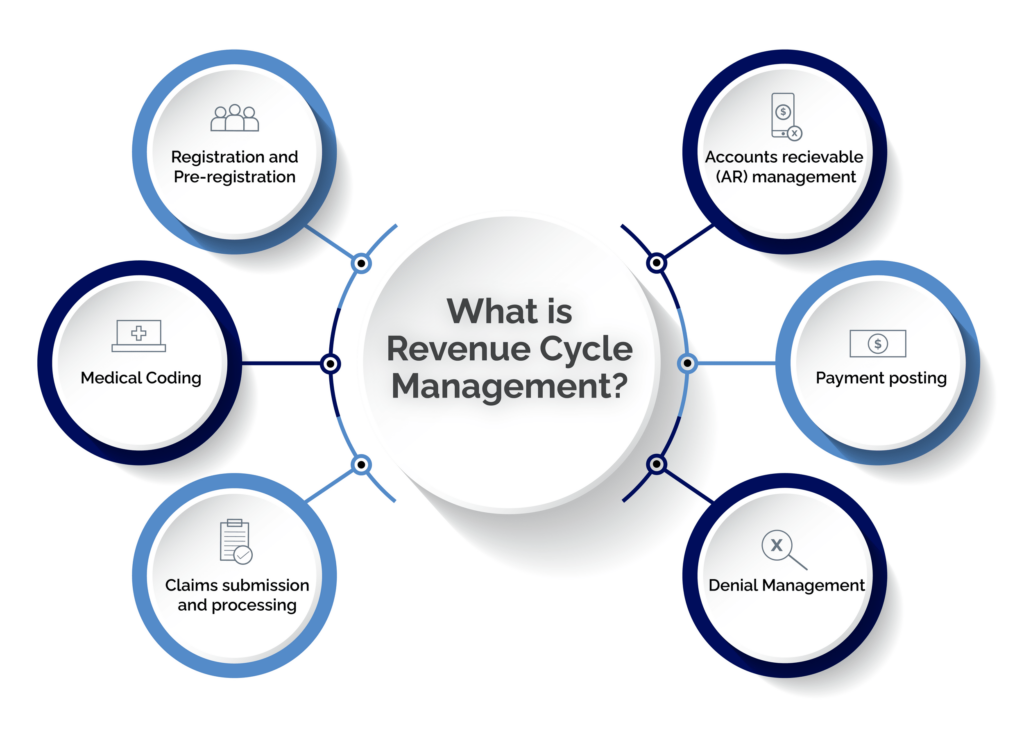 Registration and
Pre-registration
Medical Coding
Claims submission
and processing
What is
Revenue Cycle
Management?
$
X
Accounts recievable
(AR) management
$
Payment posting
X
Denial Management